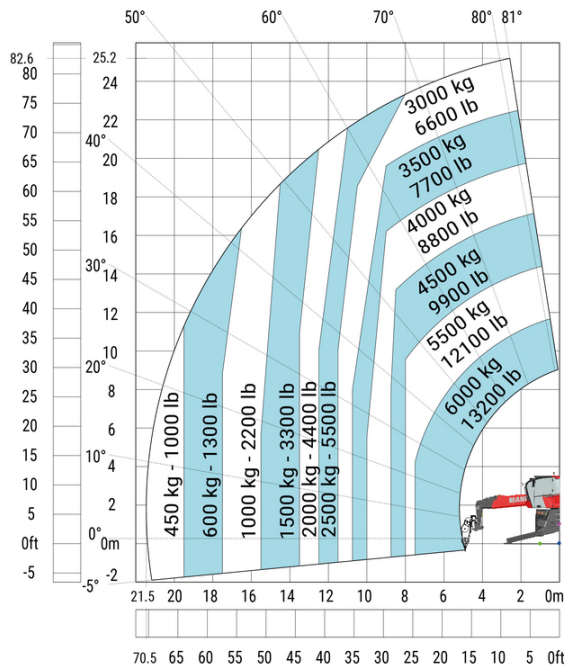 50° 60° 70° 80° 81°
82.6 25.2
80 24
75
70 22
40°
65 20
60
18
55
16
50
30°
45 14
40
12
35
10
30 20°
25 8
20 6
15 10° 4
10
2
5
0ft 0° 0m
-5 -5° -2
3000 kg
6600 lb
3500 kg
7700 lb
4000 kg
8800 lb
4500 kg
9900 lb
5500 kg
12100 lb
6000 kg
13200 lb
450 kg - 1000 lb
600 kg - 1300 lb
1000 kg - 2200 lb
1500 kg - 3300 lb
2000 kg - 4400 lb
2500 kg - 5500 lb
21.5 20 18 16 14 12 10 8 6 4 2 0m
70.5 65 60 55 50 45 40 35 30 25 20 15 10 5 0ft